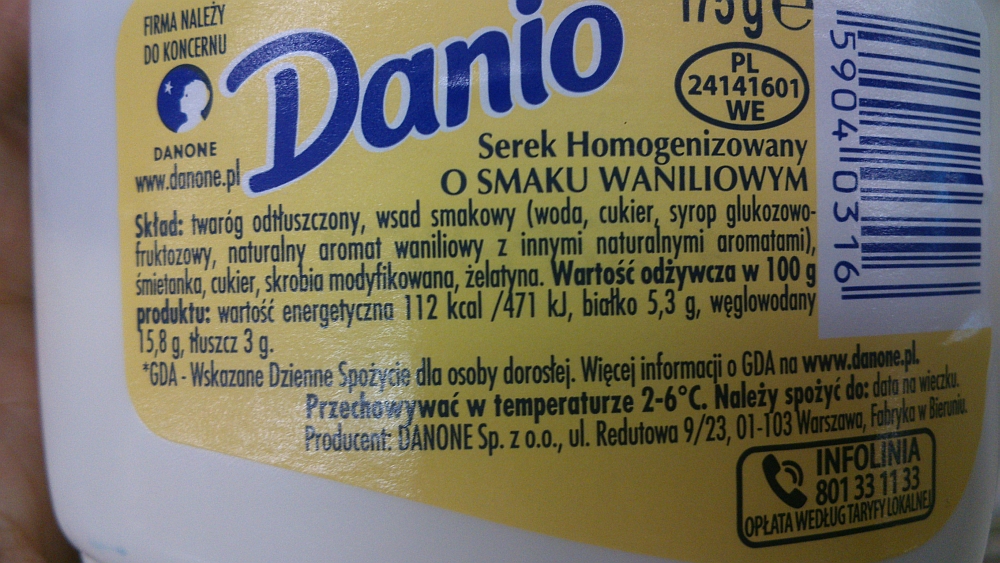 FIRMA NALEŻY
DO KONCERNU
DANONE
www.danone.pl
Danio
175 g e
PL
24141601
WE
Serek Homogenizowany
O SMAKU WANILIOWYM
Skład: twaróg odtłuszczony, wsad smakowy (woda, cukier, syrop glukozowo-
fruktozowy, naturalny aromat waniliowy z innymi naturalnymi aromatami),
śmietanka, cukier, skrobia modyfikowana, żelatyna. Wartość odżywcza w 100 g
produktu: wartość energetyczna 112 kcal /471 kJ, białko 5,3 g, węglowodany
15,8 g, tłuszcz 3 g.
*GDA - Wskazane Dzienne Spożycie dla osoby dorosłej. Więcej informacji o GDA na www.danone.pl.
Przechowywać w temperaturze 2-6°C. Należy spożyć do: data na wieczku.
Producent: DANONE Sp. z o.o., ul. Redutowa 9/23, 01-103 Warszawa, Fabryka w Bieruniu.
INFOLINIA
801 33 11 33
OPŁATA WEDŁUG TARYFY LOKALNEJ
5904 0316